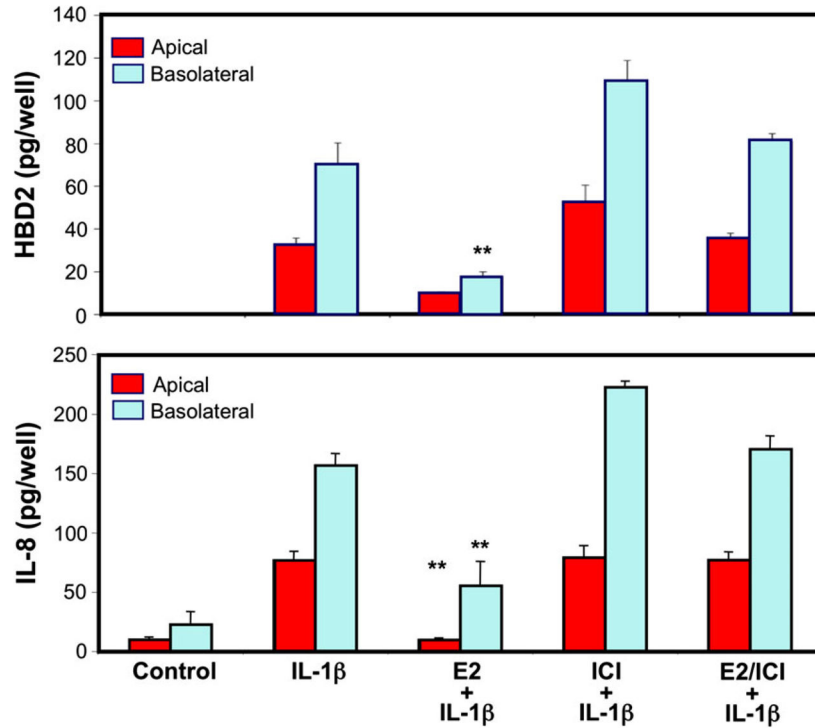 140
120
100
80
60
40
20
0
HBD2 (pg/well)
Apical
Basolateral
**
250
200
150
100
50
0
IL-8 (pg/well)
Apical
Basolateral
** **
Control IL-1β E2 + IL-1β ICI + IL-1β E2/ICI + IL-1β